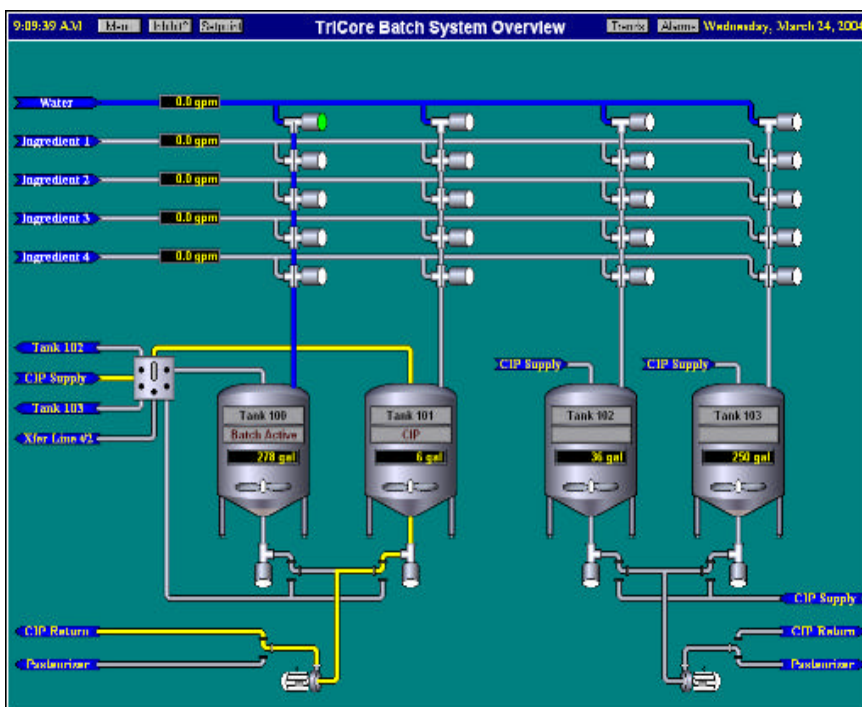 9:09:39 AM Menu Inhibit^ Setpoint TriCore Batch System Overview Trends Alarms Wednesday, March 24, 2004
Water 0.0 gpm
Ingredient 1 0.0 gpm
Ingredient 2 0.0 gpm
Ingredient 3 0.0 gpm
Ingredient 4 0.0 gpm
Tank 102
CIP Supply
Tank 103
Xfer Line #2
CIP Supply CIP Supply
Tank 100 Tank 101 Tank 102 Tank 103
Batch Active CIP
278 gal 6 gal 36 gal 250 gal
CIP Supply
CIP Return CIP Return
Pasteurizer Pasteurizer